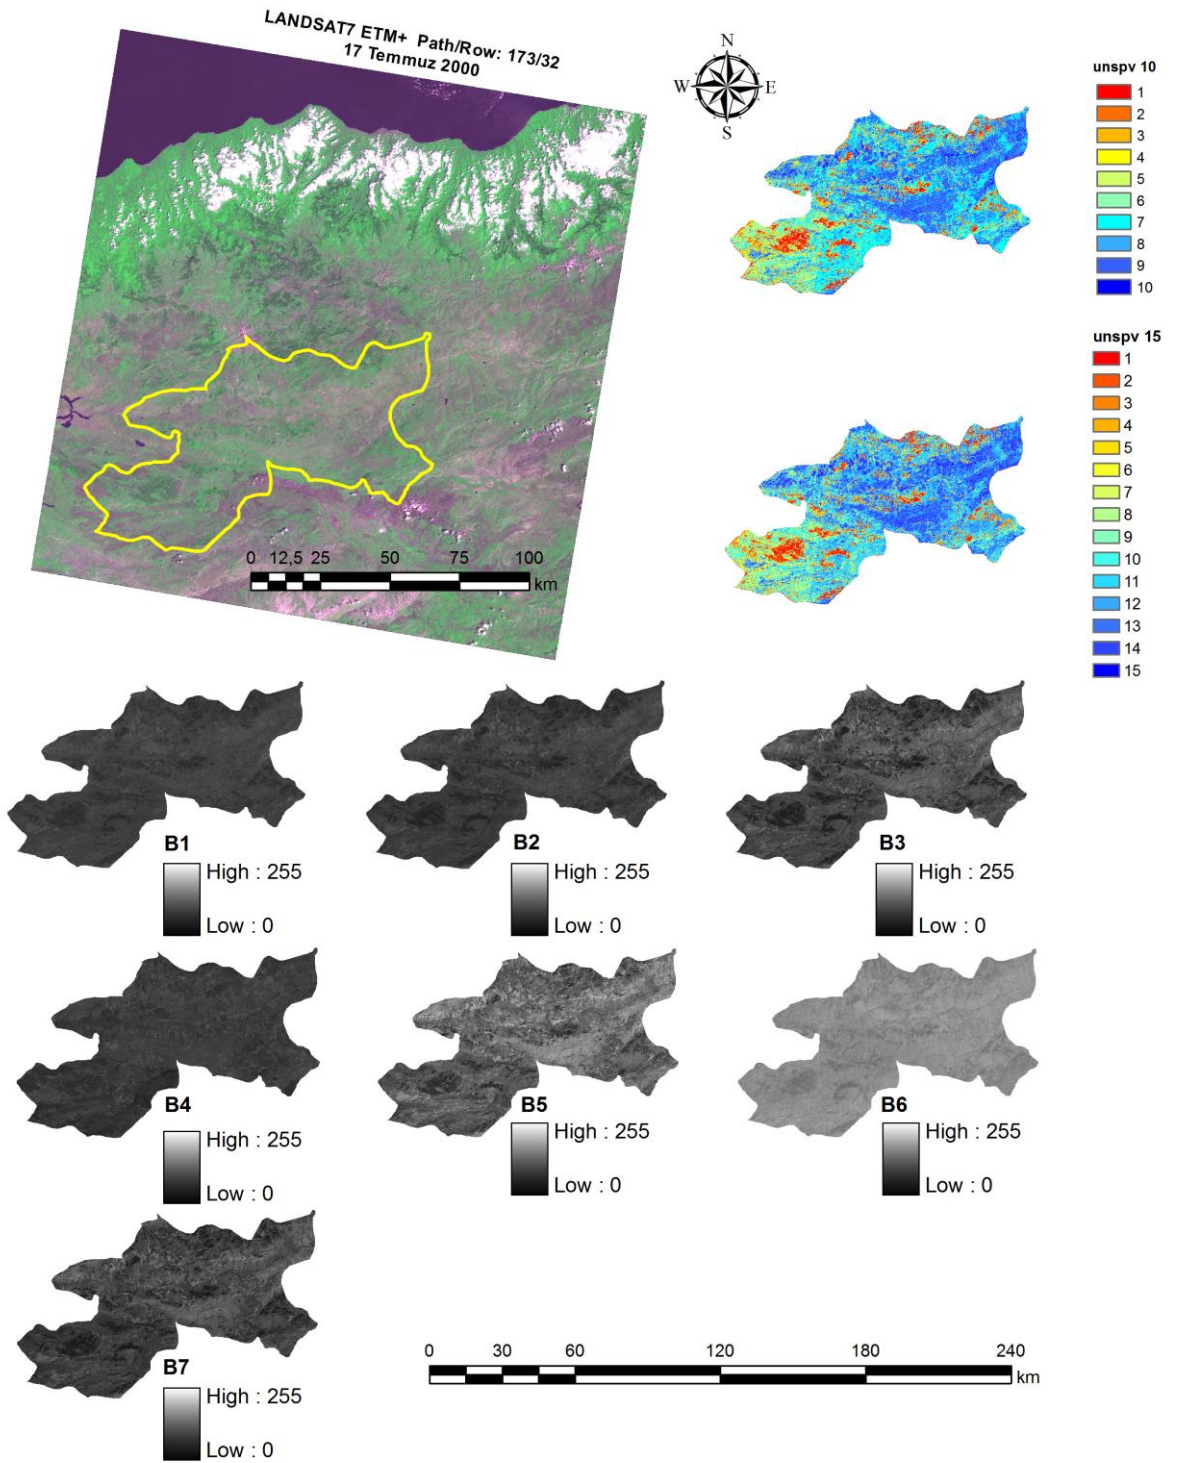 LANDSAT7 ETM+ Path/Row: 173/32
17 Temmuz 2000
N
W E
S
unspv 10
1
2
3
4
5
6
7
8
9
10
unspv 15
1
2
3
4
5
6
7
8
9
10
11
12
13
14
15
0 12,5 25 50 75 100
km
B1
High : 255
Low : 0
B2
High : 255
Low : 0
B3
High : 255
Low : 0
B4
High : 255
Low : 0
B5
High : 255
Low : 0
B6
High : 255
Low : 0
B7
High : 255
Low : 0
0 30 60 120 180 240
km